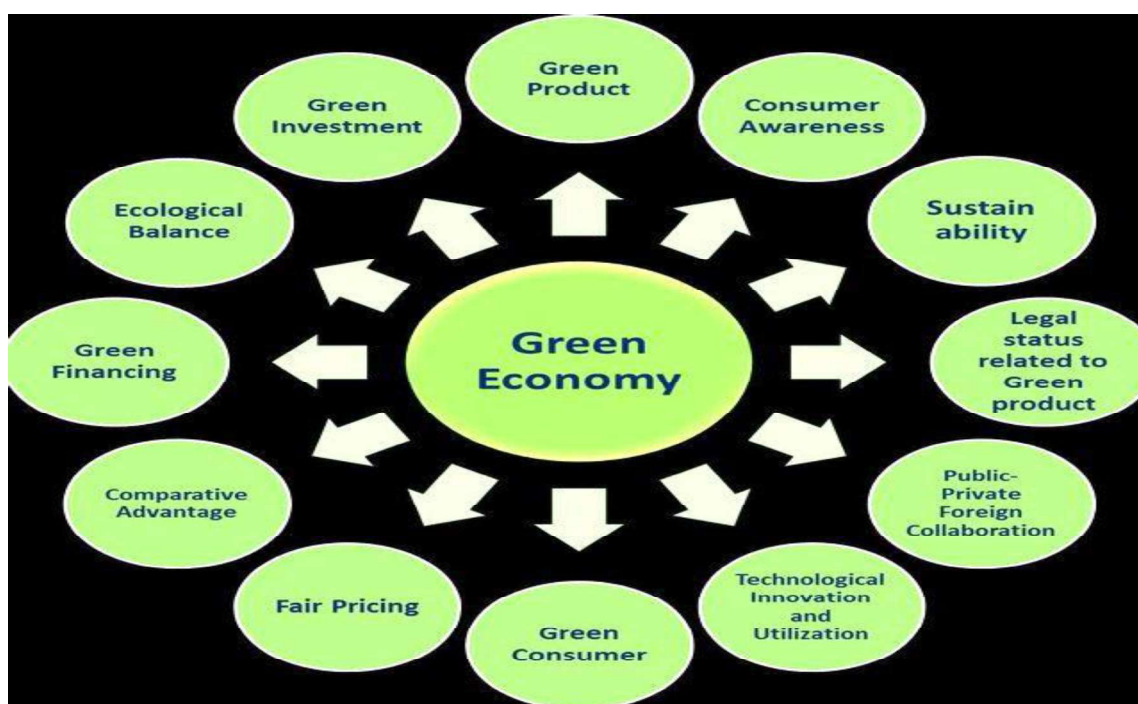 Green
Product
Consumer
Awareness
Sustain
ability
Legal
status
related to
Green
product
Public-
Private
Foreign
Collaboration
Technological
Innovation
and
Utilization
Green
Consumer
Fair Pricing
Comparative
Advantage
Green
Financing
Ecological
Balance
Green
Investment
Green
Economy